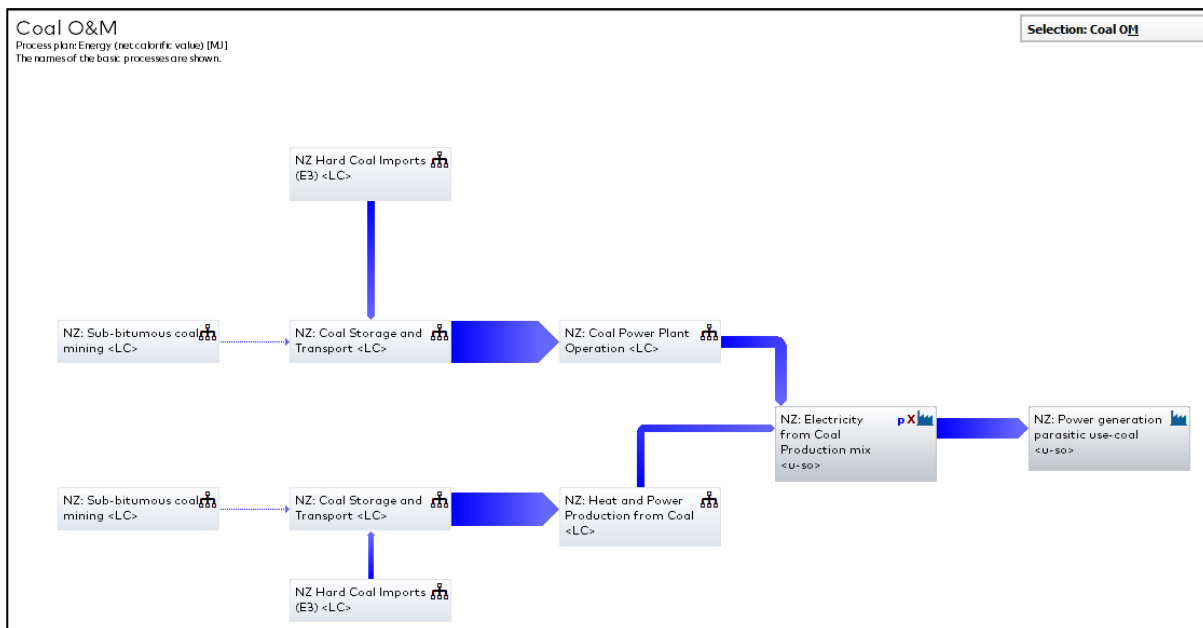 Coal O&M
Process plan: Energy (net calorific value) [MJ]
The names of the basic processes are shown.
Selection: Coal OM
NZ Hard Coal Imports
(E3) <LC>
NZ: Sub-bitumous coal
mining <LC>
NZ: Coal Storage and
Transport <LC>
NZ: Coal Power Plant
Operation <LC>
NZ: Electricity
from Coal
Production mix
<u-so>
p X
NZ: Power generation
parasitic use-coal
<u-so>
NZ: Sub-bitumous coal
mining <LC>
NZ: Coal Storage and
Transport <LC>
NZ: Heat and Power
Production from Coal
<LC>
NZ Hard Coal Imports
(E3) <LC>